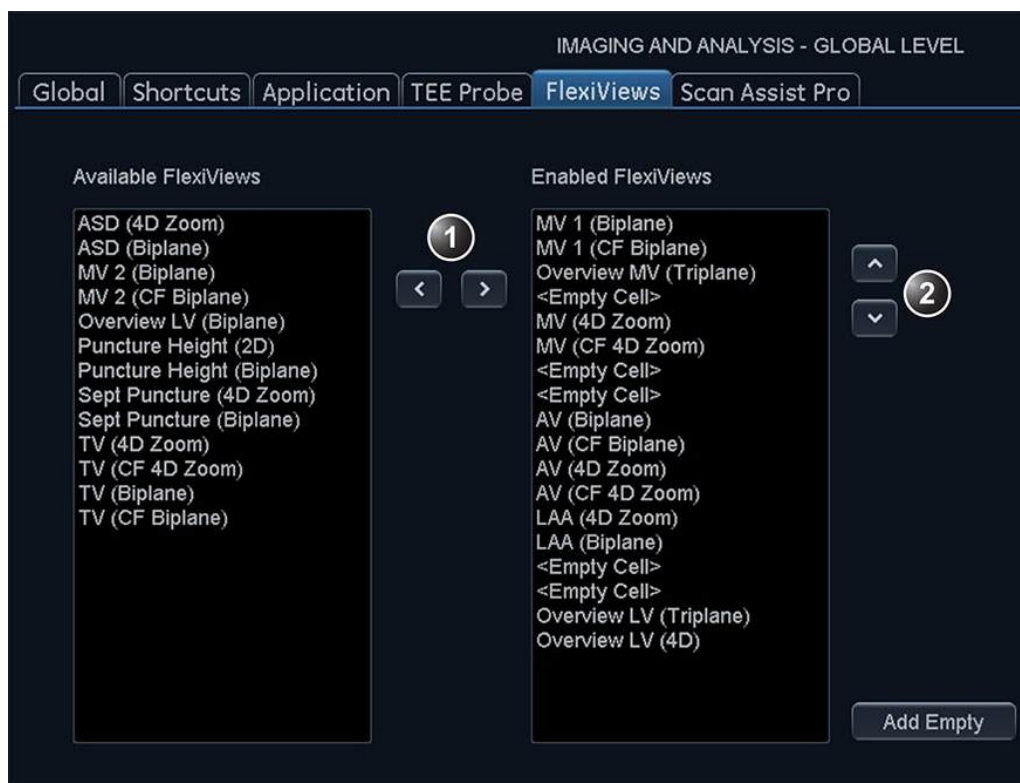 IMAGING AND ANALYSIS - GLOBAL LEVEL
Global Shortcuts Application TEE Probe FlexiViews Scan Assist Pro
Available FlexiViews
ASD (4D Zoom)
ASD (Biplane)
MV 2 (Biplane)
MV 2 (CF Biplane)
Overview LV (Biplane)
Puncture Height (2D)
Puncture Height (Biplane)
Sept Puncture (4D Zoom)
Sept Puncture (Biplane)
TV (4D Zoom)
TV (CF 4D Zoom)
TV (Biplane)
TV (CF Biplane)
1
< >
Enabled FlexiViews
MV 1 (Biplane)
MV 1 (CF Biplane)
Overview MV (Triplane)
<Empty Cell>
MV (4D Zoom)
MV (CF 4D Zoom)
<Empty Cell>
<Empty Cell>
AV (Biplane)
AV (CF Biplane)
AV (4D Zoom)
AV (CF 4D Zoom)
LAA (4D Zoom)
LAA (Biplane)
<Empty Cell>
<Empty Cell>
Overview LV (Triplane)
Overview LV (4D)
2
Add Empty